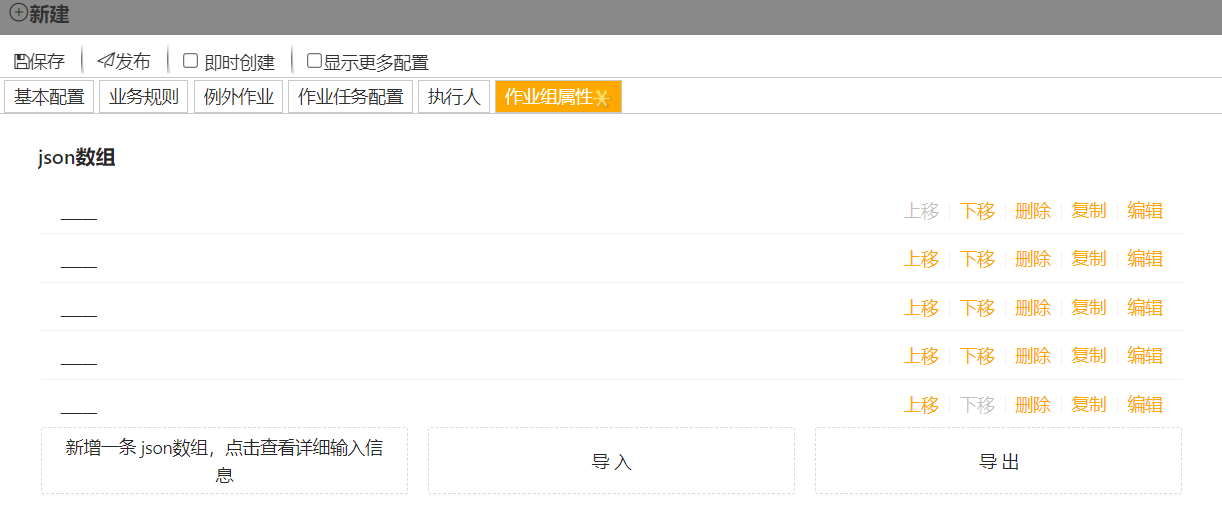 新建
保存 发布 即时创建 显示更多配置
基本配置 业务规则 例外作业 作业任务配置 执行人 作业组属性
json数组
____ 上移 下移 删除 复制 编辑
____ 上移 下移 删除 复制 编辑
____ 上移 下移 删除 复制 编辑
____ 上移 下移 删除 复制 编辑
____ 上移 下移 删除 复制 编辑
新增一条 json数组，点击查看详细输入信
息
导 入
导 出